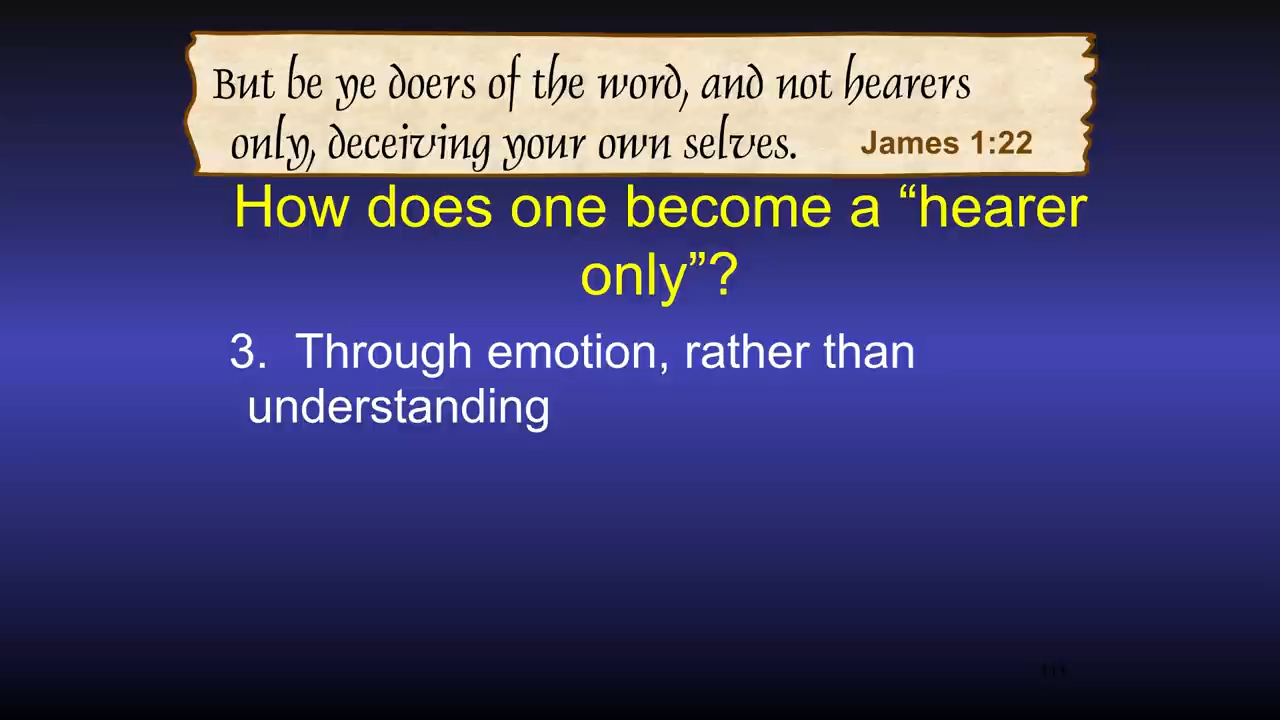 But be ye doers of the word, and not hearers
only, deceiving your own selves. James 1:22
How does one become a “hearer
only”?
3. Through emotion, rather than
understanding